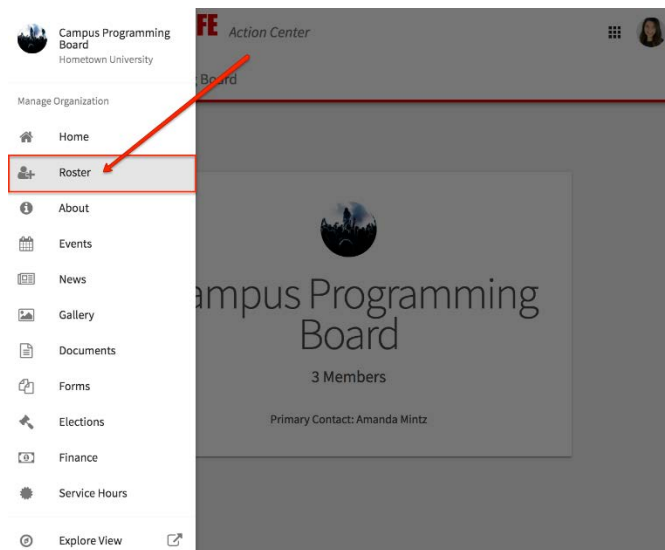 Campus Programming
Board
Hometown University
FE Action Center
Board
Manage Organization
Home
Roster
About
Events
News
Gallery
Documents
Forms
Elections
Finance
Service Hours
Explore View
ampus Programming
Board
3 Members
Primary Contact: Amanda Mintz